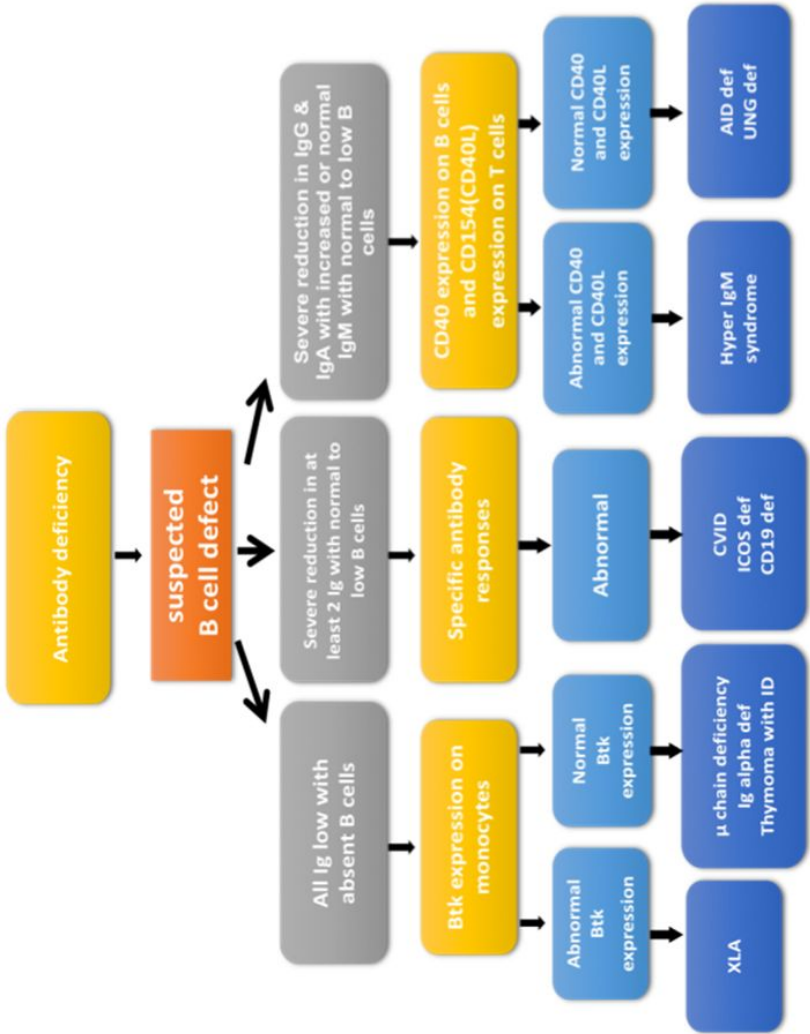 Antibody deficiency
suspected
B cell defect
All Ig low with
absent B cells
Severe reduction in at
least 2 Ig with normal to
low B cells
Severe reduction in IgG &
IgA with increased or normal
IgM with normal to low B
cells
Btk expression on
monocytes
Specific antibody
responses
CD40 expression on B cells
and CD154(CD40L)
expression on T cells
Abnormal
Btk
expression
Normal
Btk
expression
Abnormal
Abnormal CD40
and CD40L
expression
Normal CD40
and CD40L
expression
XLA
µ chain deficiency
Ig alpha def
Thymoma with ID
CVID
ICOS def
CD19 def
Hyper IgM
syndrome
AID def
UNG def